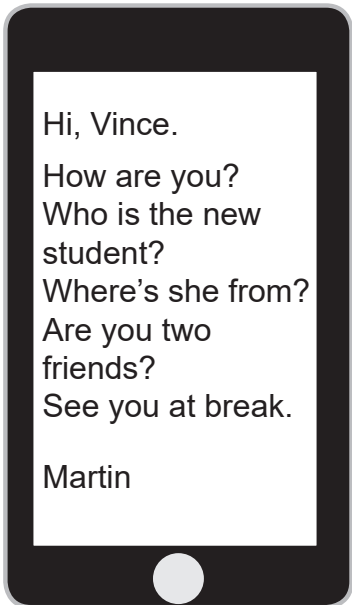 Hi, Vince.
How are you?
Who is the new
student?
Where’s she from?
Are you two
friends?
See you at break.
Martin